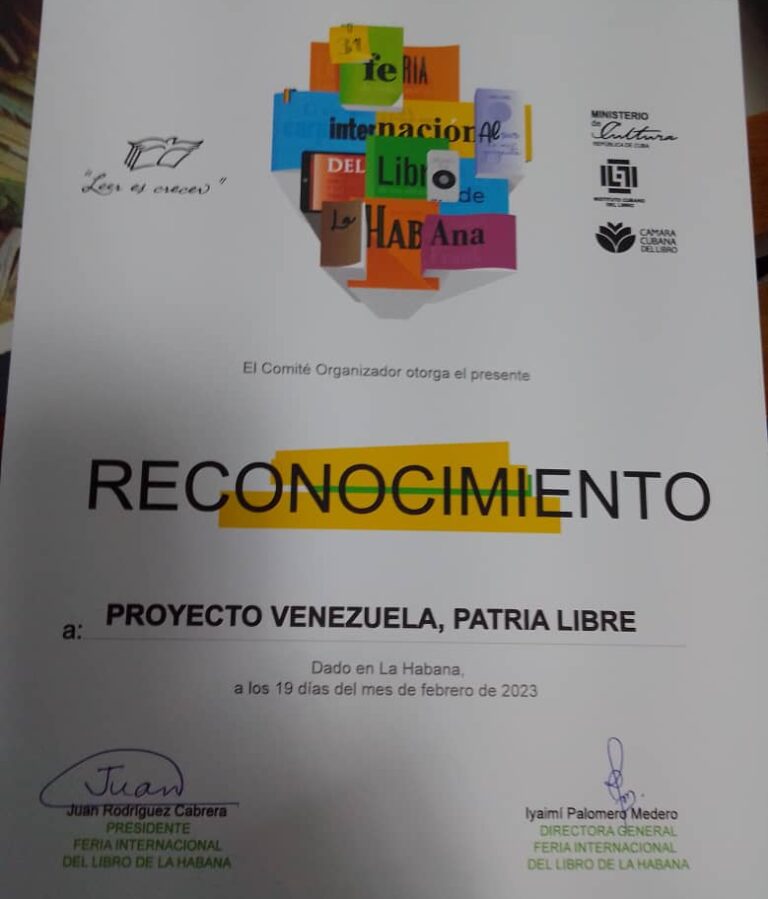 31
feRIA
internacional
DEL Libro
de
La HABAna
"Leer es crecer"
MINISTERIO
de
Cultura
REPÚBLICA DE CUBA
INSTITUTO CUBANO
DEL LIBRO
CAMARA
CUBANA
DEL LIBRO
El Comité Organizador otorga el presente
RECONOCIMIENTO
a: PROYECTO VENEZUELA, PATRIA LIBRE
Dado en La Habana,
a los 19 días del mes de febrero de 2023
Juan
Juan Rodríguez Cabrera
PRESIDENTE
FERIA INTERNACIONAL
DEL LIBRO DE LA HABANA
Iyaimí Palomero Medero
DIRECTORA GENERAL
FERIA INTERNACIONAL
DEL LIBRO DE LA HABANA